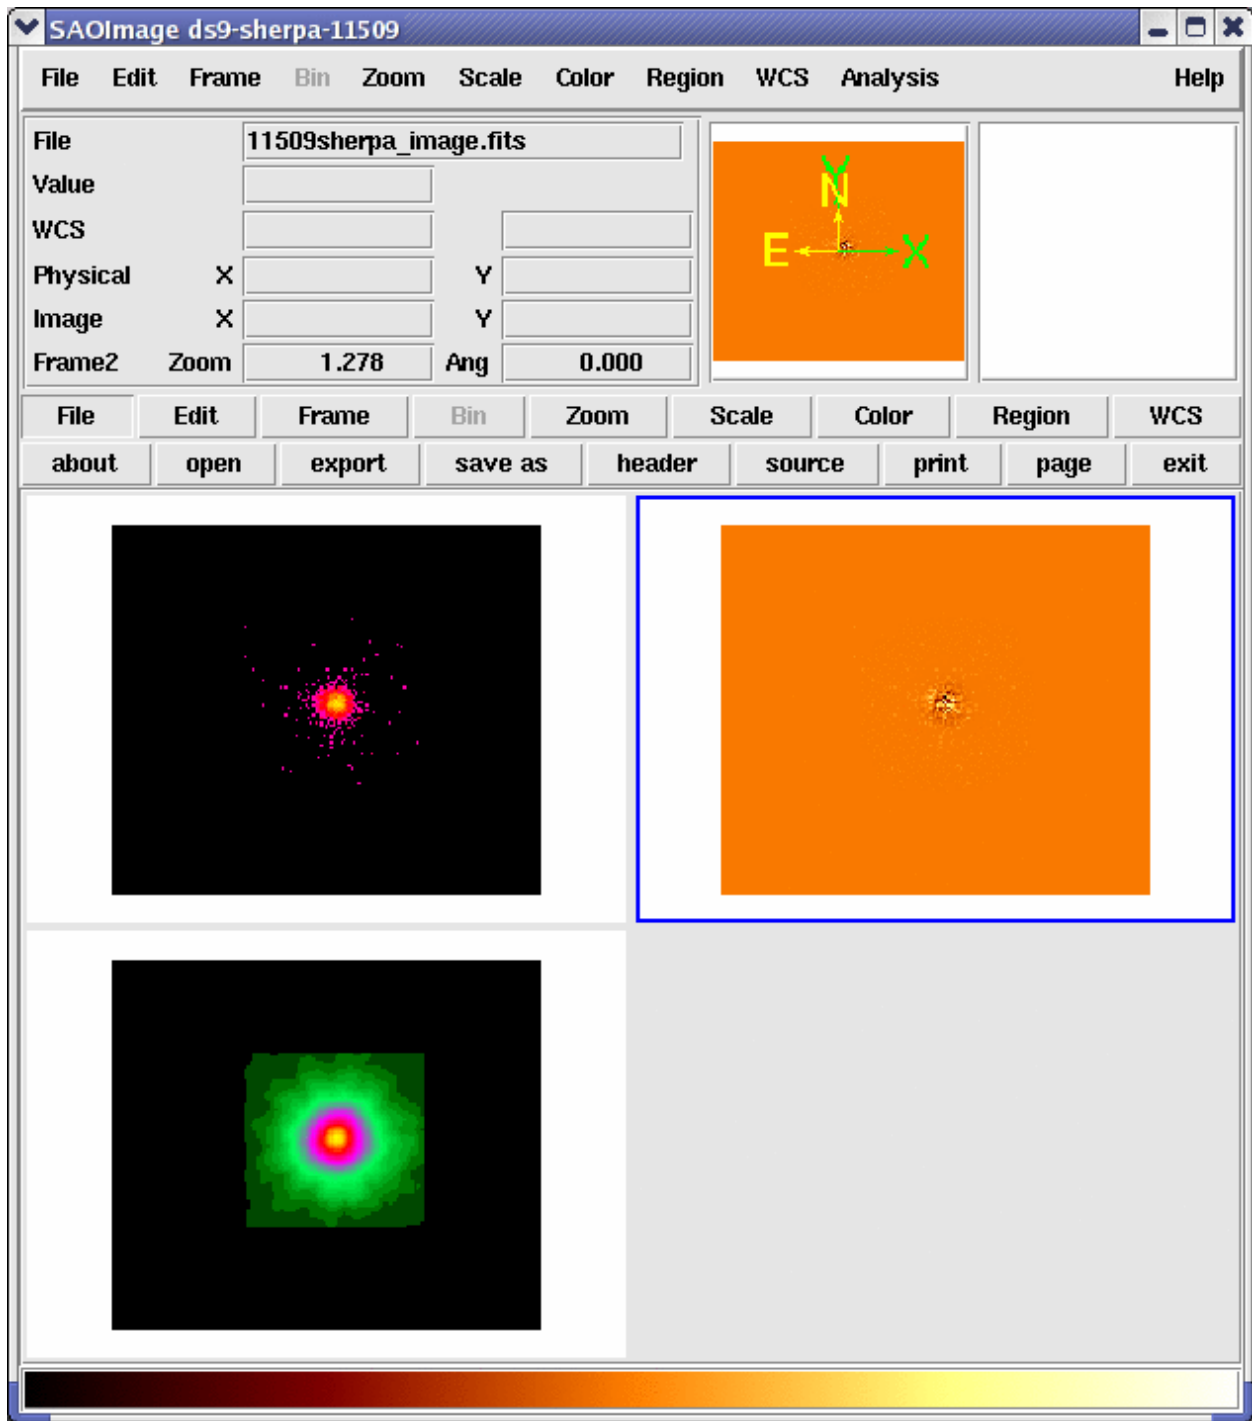 SAOImage ds9-sherpa-11509
File Edit Frame Bin Zoom Scale Color Region WCS Analysis Help
File 11509sherpa_image.fits
Value
WCS
Physical X Y
Image X Y
Frame2 Zoom 1.278 Ang 0.000
Y
N
E X
File Edit Frame Bin Zoom Scale Color Region WCS
about open export save as header source print page exit